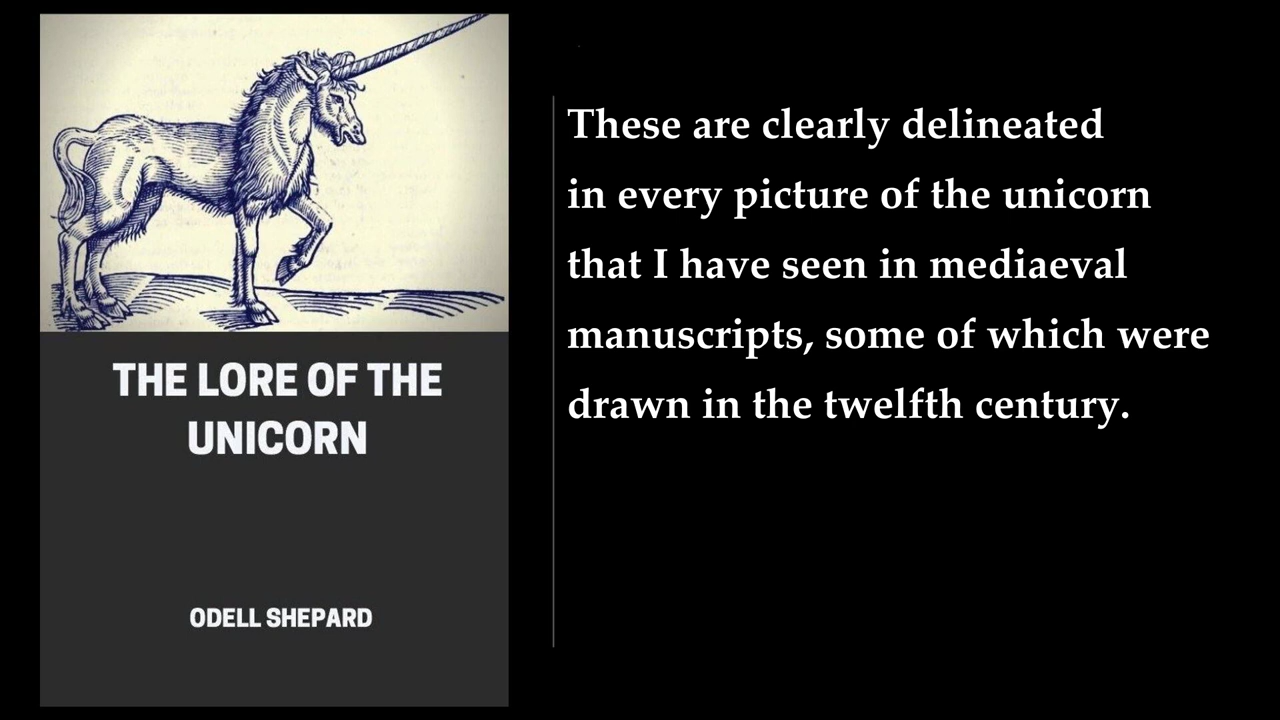 THE LORE OF THE
UNICORN
ODELL SHEPARD
These are clearly delineated
in every picture of the unicorn
that I have seen in mediaeval
manuscripts, some of which were
drawn in the twelfth century.